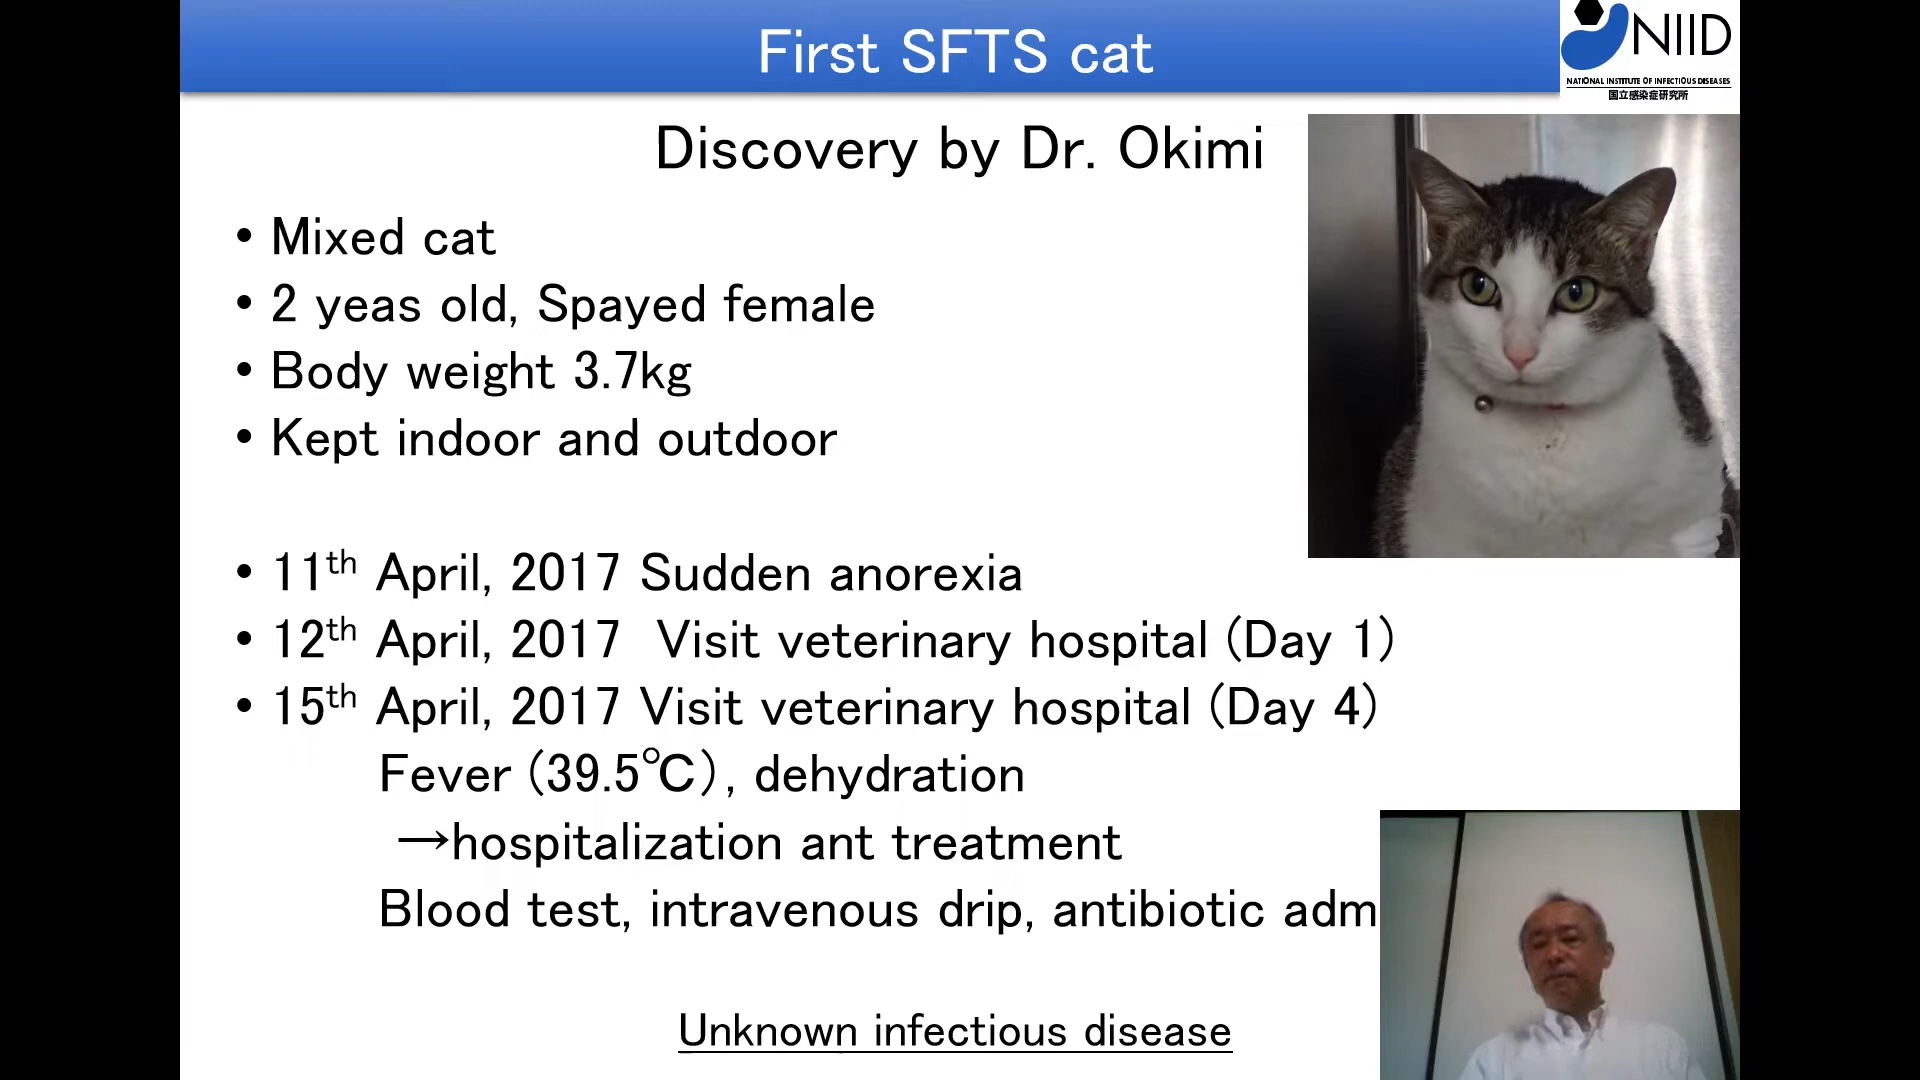 First SFTS cat
NIID
NATIONAL INSTITUTE OF INFECTIOUS DISEASES
国立感染症研究所
Discovery by Dr. Okimi
• Mixed cat
• 2 yeas old, Spayed female
• Body weight 3.7kg
• Kept indoor and outdoor
• 11th April, 2017 Sudden anorexia
• 12th April, 2017 Visit veterinary hospital (Day 1)
• 15th April, 2017 Visit veterinary hospital (Day 4)
Fever (39.5℃), dehydration
→hospitalization ant treatment
Blood test, intravenous drip, antibiotic adm
Unknown infectious disease